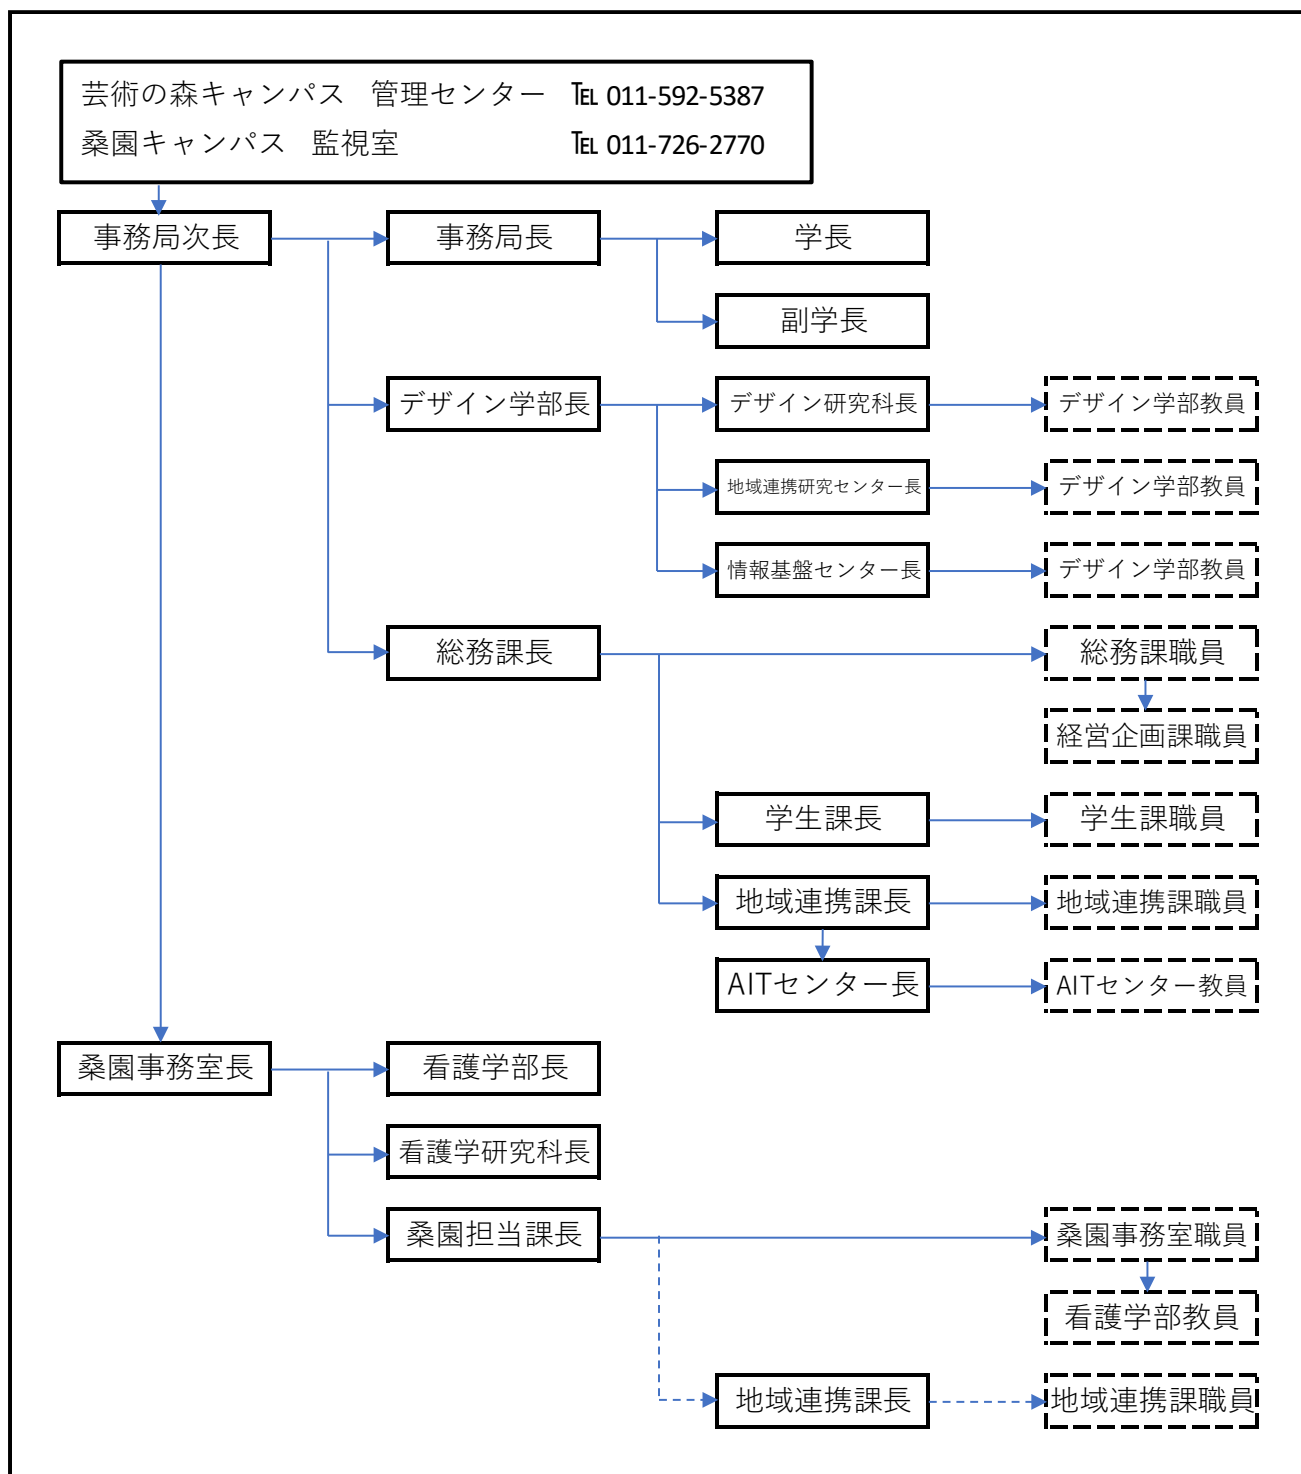 芸術の森キャンパス 管理センター ℡ 011-592-5387
桑園キャンパス 監視室 ℡ 011-726-2770
事務局次長
事務局長
学長
副学長
デザイン学部長
デザイン研究科長
デザイン学部教員
地域連携研究センター長
デザイン学部教員
情報基盤センター長
デザイン学部教員
総務課長
総務課職員
経営企画課職員
学生課長
学生課職員
地域連携課長
地域連携課職員
AITセンター長
AITセンター教員
桑園事務室長
看護学部長
看護学研究科長
桑園担当課長
桑園事務室職員
看護学部教員
地域連携課長
地域連携課職員